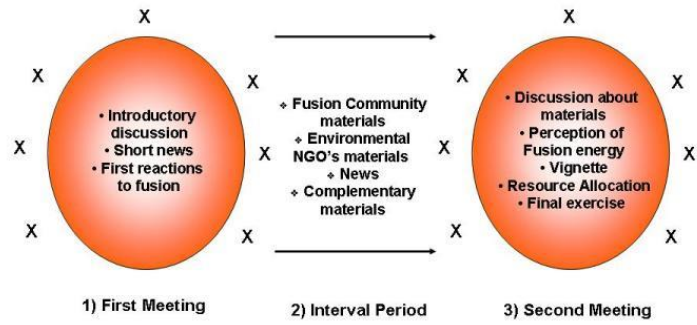 X
X
X
X
X
X
X
• Introductory
discussion
• Short news
• First reactions
to fusion
❖ Fusion Community
materials
❖ Environmental
NGO's materials
❖ News
❖ Complementary
materials
X
X
X
X
X
X
X
• Discussion about
materials
• Perception of
Fusion energy
• Vignette
• Resource Allocation
• Final exercise
1) First Meeting
2) Interval Period
3) Second Meeting